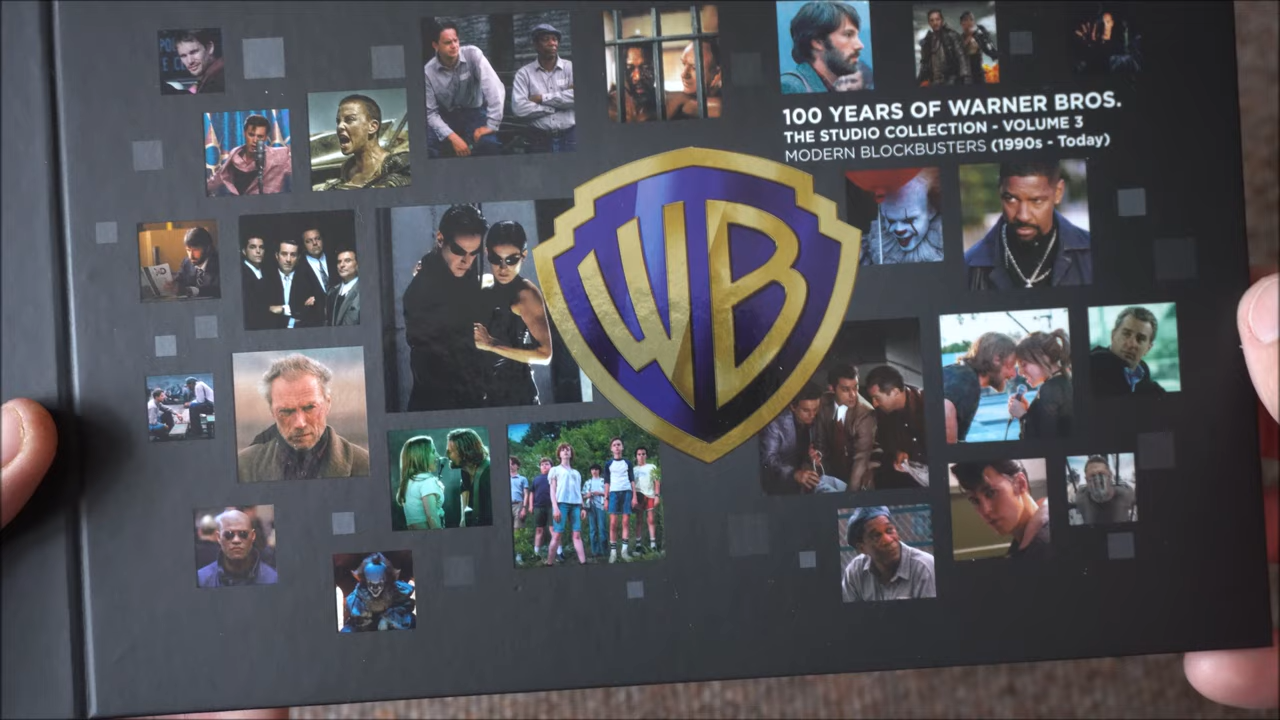 100 YEARS OF WARNER BROS.
THE STUDIO COLLECTION - VOLUME 3
MODERN BLOCKBUSTERS (1990s - Today)
WB